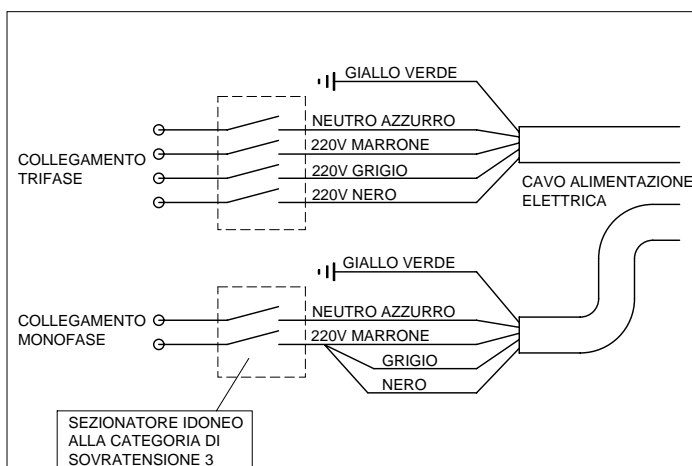 GIALLO VERDE
NEUTRO AZZURRO
220V MARRONE
220V GRIGIO
220V NERO
COLLEGAMENTO
TRIFASE
CAVO ALIMENTAZIONE
ELETTRICA
GIALLO VERDE
NEUTRO AZZURRO
220V MARRONE
GRIGIO
NERO
COLLEGAMENTO
MONOFASE
SEZIONATORE IDONEO
ALLA CATEGORIA DI
SOVRATENSIONE 3